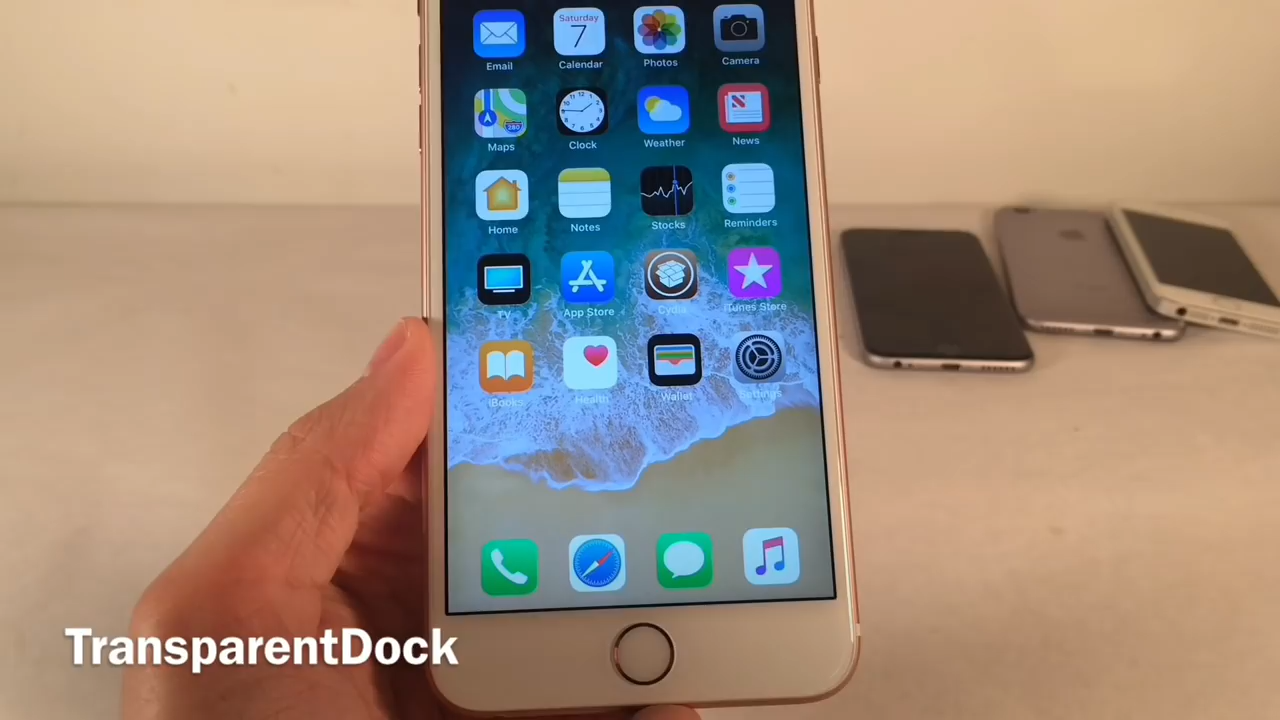 Saturday
7
Email
Calendar
Photos
Camera
280
Maps
Clock
Weather
News
Home
Notes
Stocks
Reminders
TV
App Store
Cydia
iTunes Store
iBooks
Health
Wallet
Settings
TransparentDock